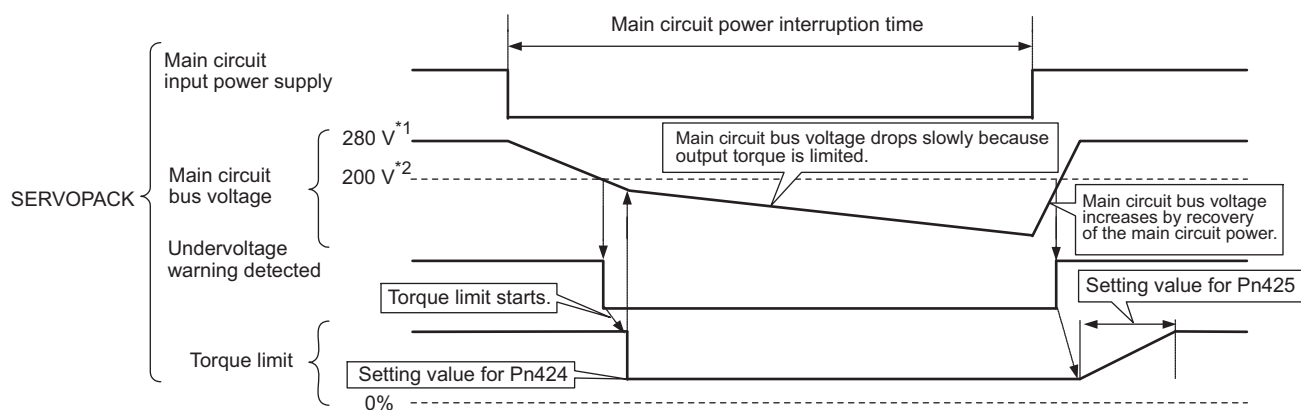 Main circuit power interruption time
Main circuit
input power supply
280 V*1
Main circuit bus voltage drops slowly because
output torque is limited.
200 V*2
Main circuit
bus voltage
SERVOPACK
Main circuit bus voltage
increases by recovery
of the main circuit power.
Undervoltage
warning detected
Torque limit starts.
Setting value for Pn425
Torque limit
Setting value for Pn424
0%